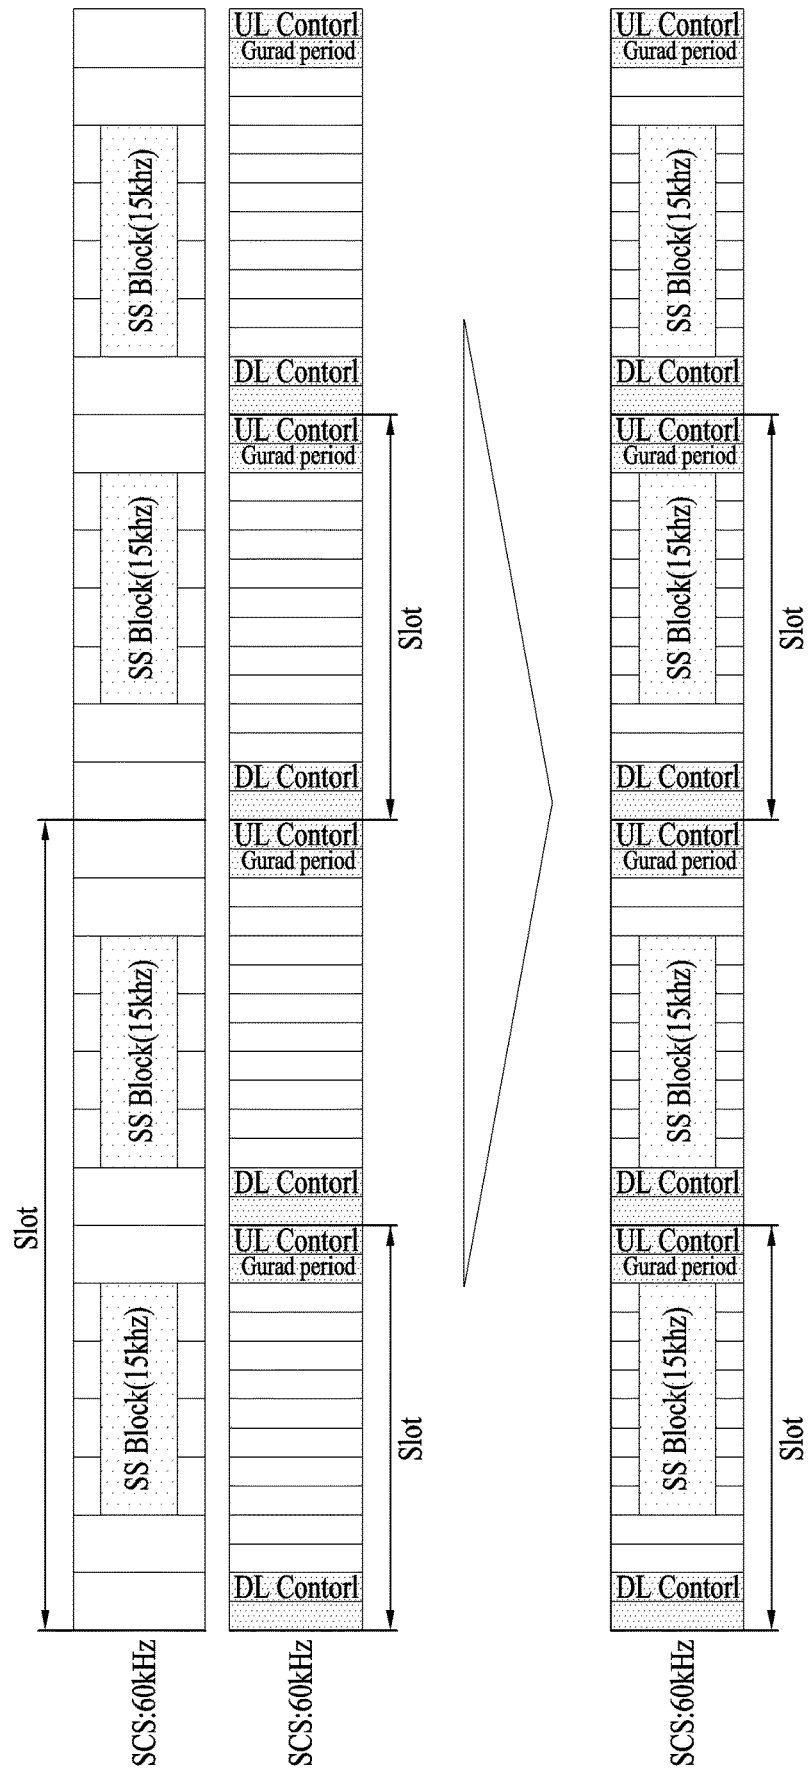 Slot
SS Block(15khz)
SS Block(15khz)
SS Block(15khz)
SS Block(15khz)
SCS:60kHz
UL Contorl
Gurad period
DL Contorl
UL Contorl
Gurad period
DL Contorl
UL Contorl
Gurad period
DL Contorl
UL Contorl
Gurad period
DL Contorl
SCS:60kHz
Slot
Slot
UL Contorl
Gurad period
SS Block(15khz)
DL Contorl
UL Contorl
Gurad period
SS Block(15khz)
DL Contorl
UL Contorl
Gurad period
SS Block(15khz)
DL Contorl
UL Contorl
Gurad period
SS Block(15khz)
DL Contorl
SCS:60kHz
Slot
Slot